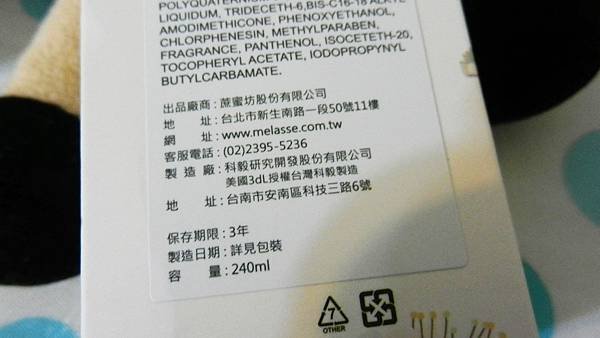 LIQUIDUM, TRIDECETH-6,BIS-C16-18 ALKYL
AMODIMETHICONE, PHENOXYETHANOL,
CHLORPHENESIN, METHYLPARABEN,
FRAGRANCE, PANTHENOL, ISOCETETH-20,
TOCOPHERYL ACETATE, IODOPROPYNYL
BUTYLCARBAMATE.
出品廠商：蔗蜜坊股份有限公司
地　　址：台北市新生南路一段50號11樓
網　　址：www.melasse.com.tw
客服電話：(02)2395-5236
製 造 廠：科毅研究開發股份有限公司
美國3dL授權台灣科毅製造
地　　址：台南市安南區科技三路6號
保存期限：3年
製造日期：詳見包裝
容　　量：240ml
7
OTHER